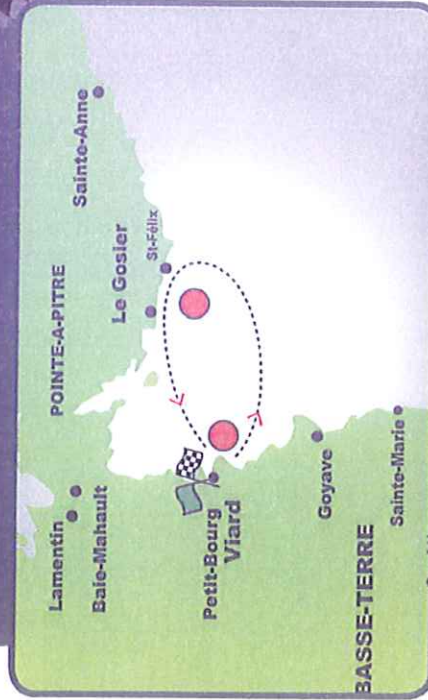 Lamentin
Baie-Mahault
POINTE-A-PITRE
Le Gosier
St-Félix
Sainte-Anne
Petit-Bourg
Viard
Goyave
Sainte-Marie
BASSE-TERRE